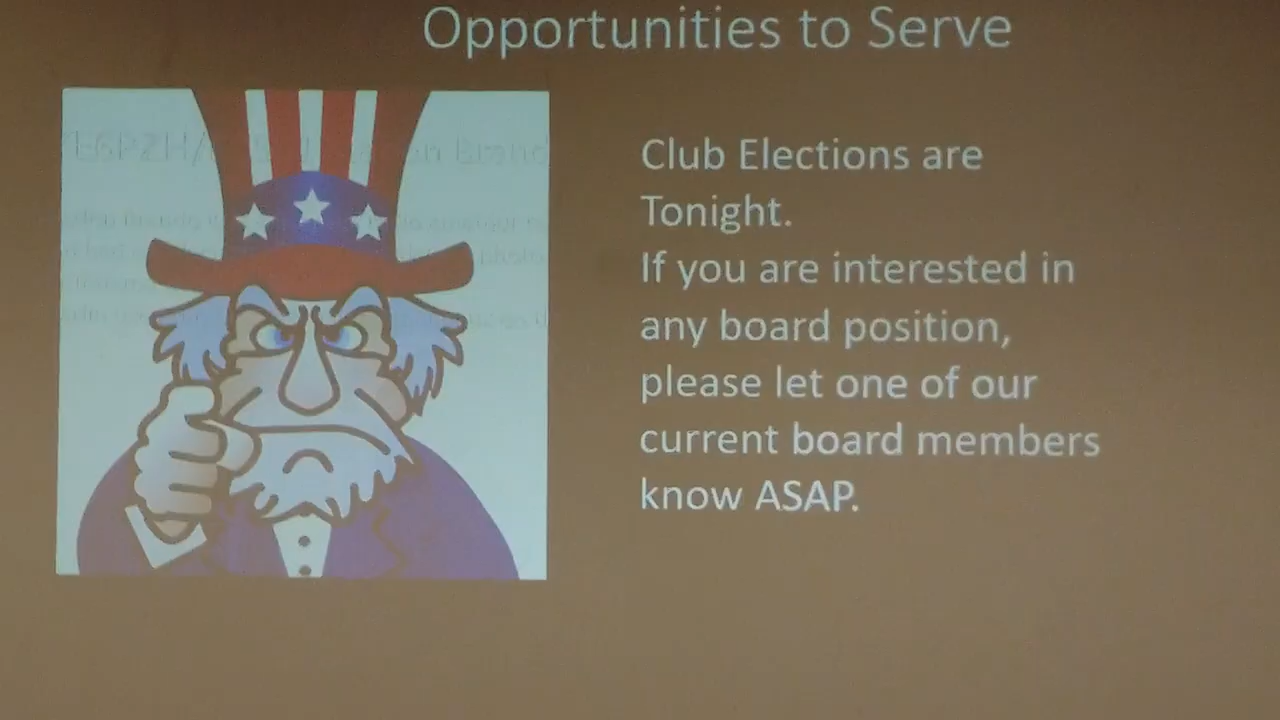 Opportunities to Serve
Club Elections are
Tonight.
If you are interested in
any board position,
please let one of our
current board members
know ASAP.